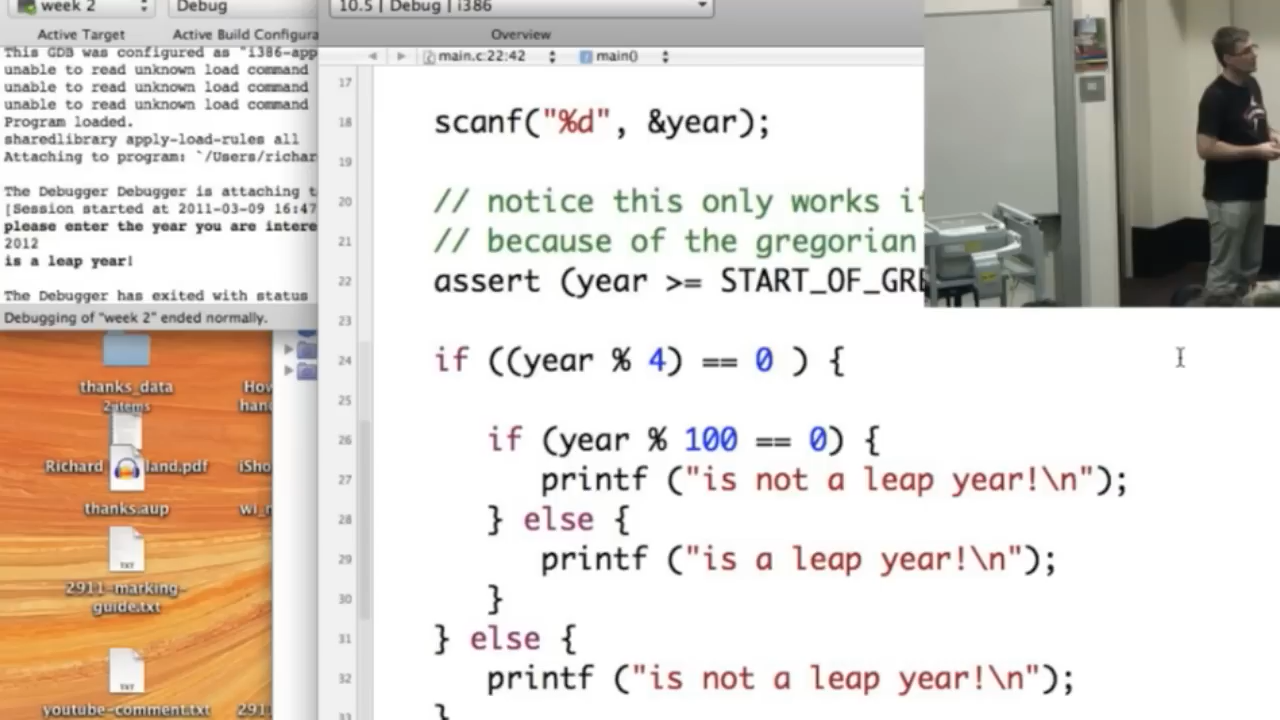 week 2
Debug
10.5 | Debug | i386
Active Target
Active Build Configura
Overview
This GDB was configured as "i386-app
unable to read unknown load command
unable to read unknown load command
unable to read unknown load command
Program loaded.
sharedlibrary apply-load-rules all
Attaching to program: `/Users/richar
The Debugger Debugger is attaching t
[Session started at 2011-03-09 16:47
please enter the year you are intere
2012
is a leap year!
The Debugger has exited with status
Debugging of "week 2" ended normally.
main.c:22:42
main()
17
18 scanf("%d", &year);
19
20 // notice this only works if
21 // because of the gregorian
22 assert (year >= START_OF_GRE
23
24 if ((year % 4) == 0 ) {
25
26 if (year % 100 == 0) {
27 printf ("is not a leap year!\n");
28 } else {
29 printf ("is a leap year!\n");
30 }
31 } else {
32 printf ("is not a leap year!\n");
33 }
thanks_data
2 items
How
han
Richard land.pdf
iSho
thanks.aup
wi_r
TXT
2911-marking-
guide.txt
TXT
youtube-comment.txt
2911